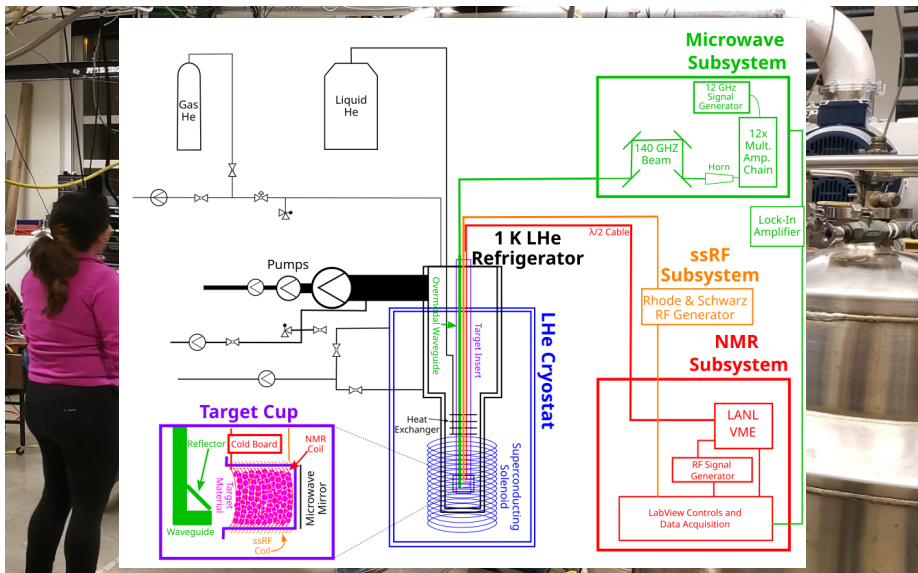 Microwave
Subsystem
12 GHz
Signal
Generator
Gas
He
Liquid
He
140 GHZ
Beam
Horn
12x
Mult.
Amp.
Chain
Lock-In
Amplifier
λ/2 Cable
1 K LHe
Refrigerator
ssRF
Subsystem
Pumps
Rhode & Schwarz
RF Generator
Overmodal Waveguide
Target Insert
LHe Cryostat
NMR
Subsystem
Target Cup
Heat
Exchanger
LANL
VME
Reflector
Cold Board
NMR
Coil
Superconducting
Solenoid
RF Signal
Generator
Target
Material
Microwave
Mirror
LabView Controls and
Data Acquisition
Waveguide
ssRF
Coil